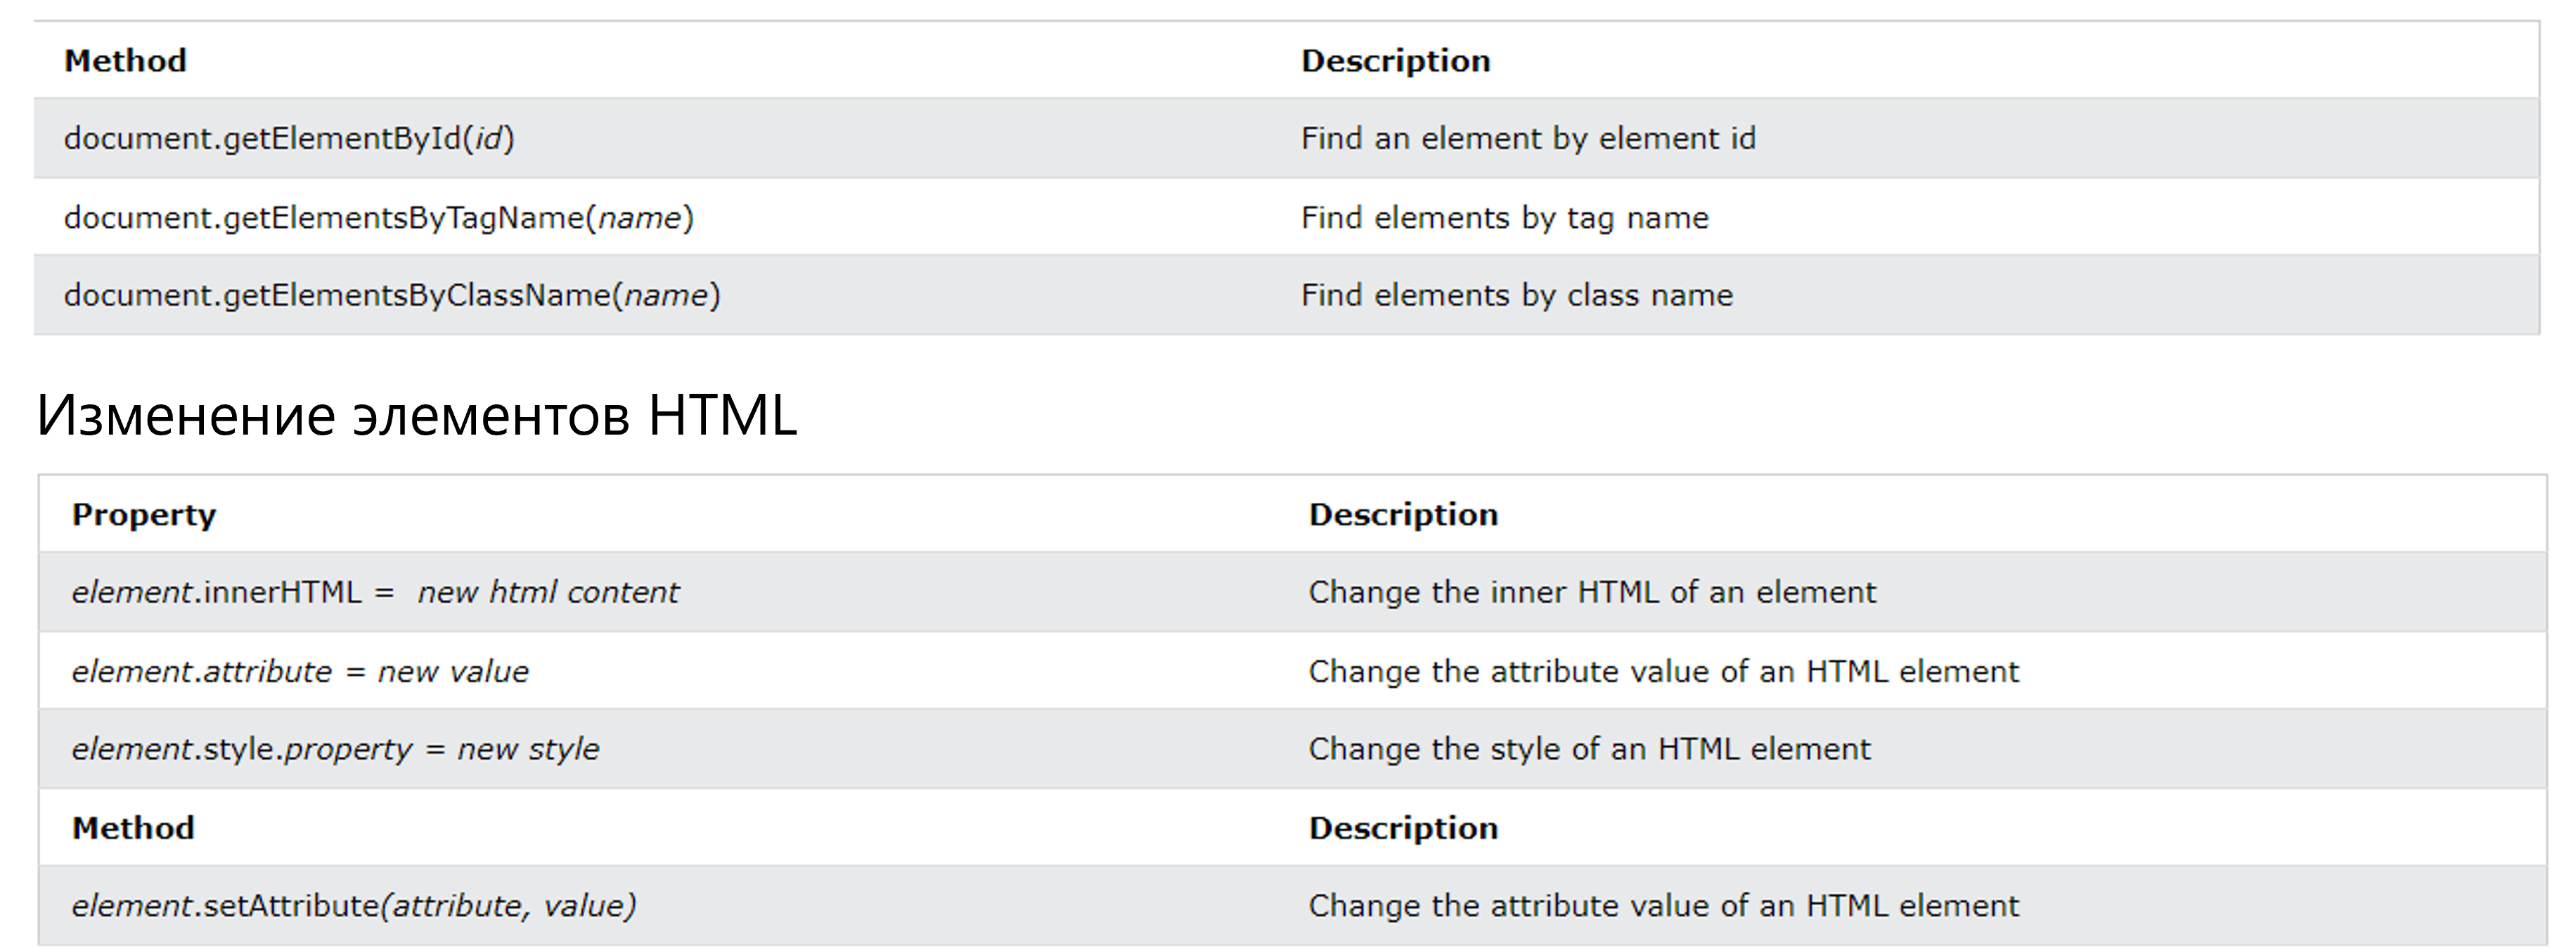 Method Description
document.getElementById(id) Find an element by element id
document.getElementsByTagName(name) Find elements by tag name
document.getElementsByClassName(name) Find elements by class name
Изменение элементов HTML
Property Description
element.innerHTML = new html content Change the inner HTML of an element
element.attribute = new value Change the attribute value of an HTML element
element.style.property = new style Change the style of an HTML element
Method Description
element.setAttribute(attribute, value) Change the attribute value of an HTML element